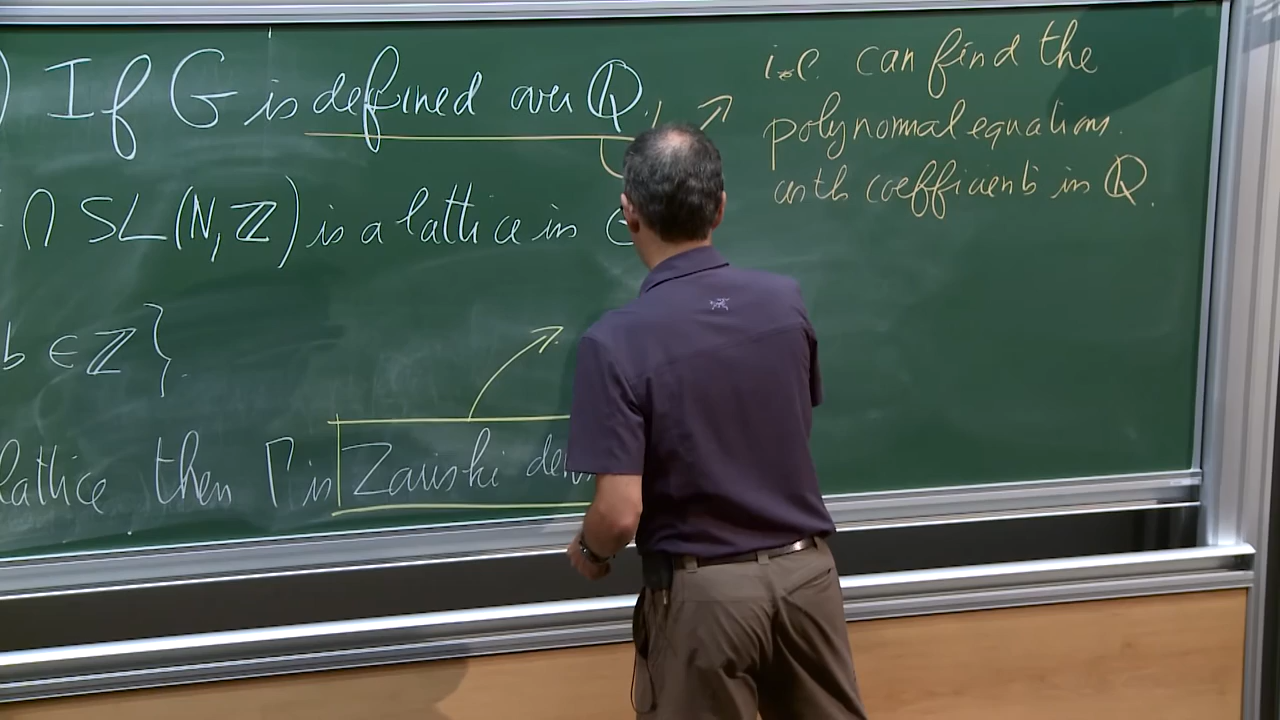 ) If G is defined over Q,
∩ SL(N,ℤ) is a lattice in G
b ∈ ℤ}.
lattice then Γ is Zariski dens
i.e. can find the
polynomial equations.
with coefficients in Q.